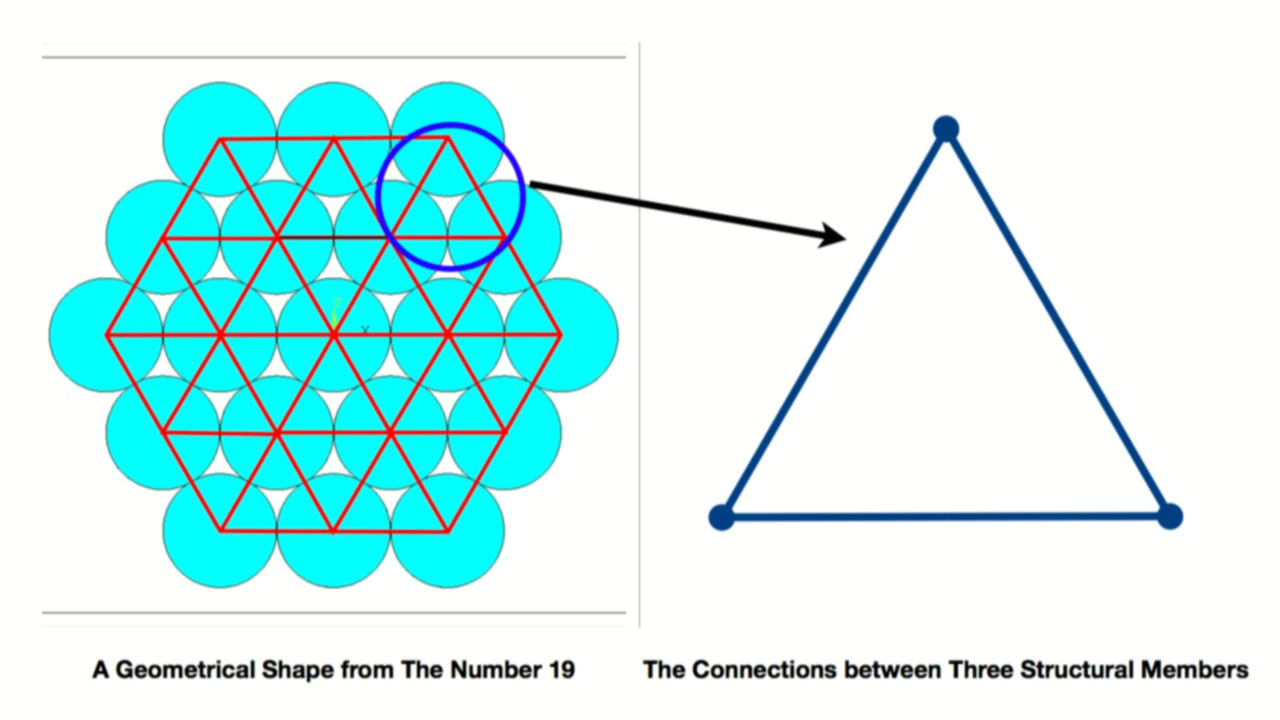 Y
A Geometrical Shape from The Number 19
The Connections between Three Structural Members